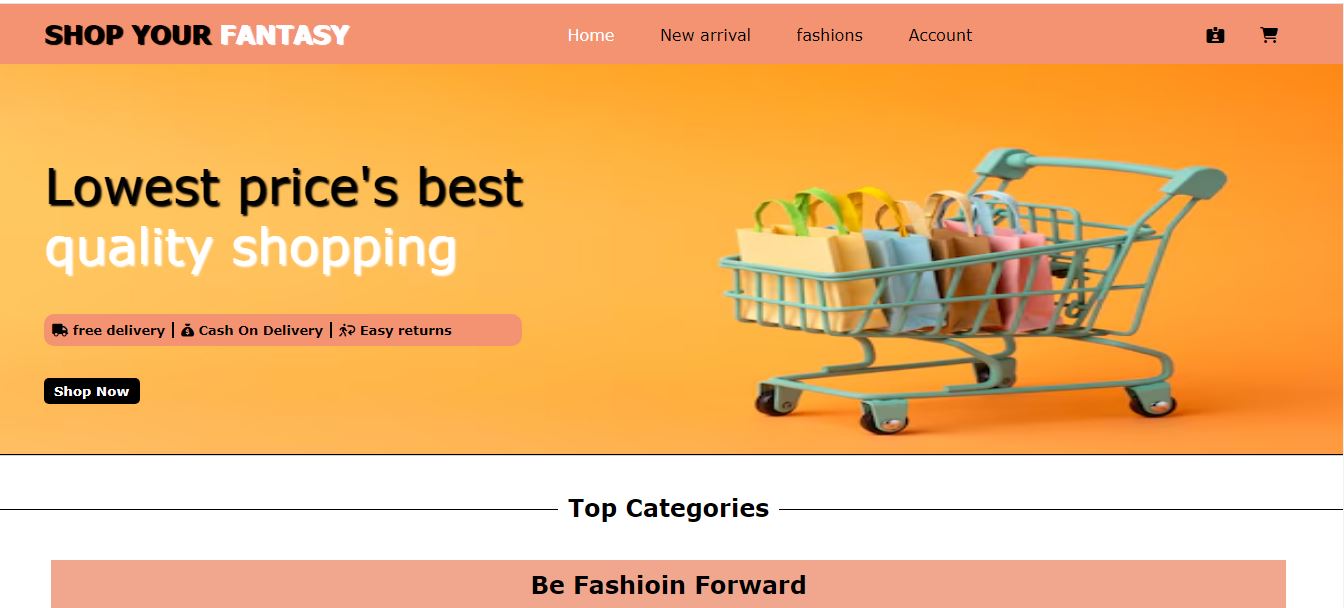 SHOP YOUR FANTASY Home New arrival fashions Account
Lowest price's best
quality shopping
free delivery | Cash On Delivery | Easy returns
Shop Now
Top Categories
Be Fashioin Forward